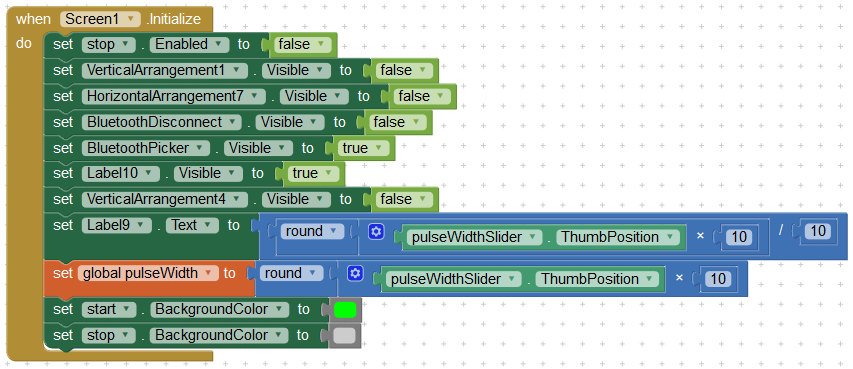 when Screen1 .Initialize
do set stop . Enabled to false
set VerticalArrangement1 . Visible to false
set HorizontalArrangement7 . Visible to false
set BluetoothDisconnect . Visible to false
set BluetoothPicker . Visible to true
set Label10 . Visible to true
set VerticalArrangement4 . Visible to false
set Label9 . Text to round pulseWidthSlider . ThumbPosition × 10 / 10
set global pulseWidth to round pulseWidthSlider . ThumbPosition × 10
set start . BackgroundColor to
set stop . BackgroundColor to